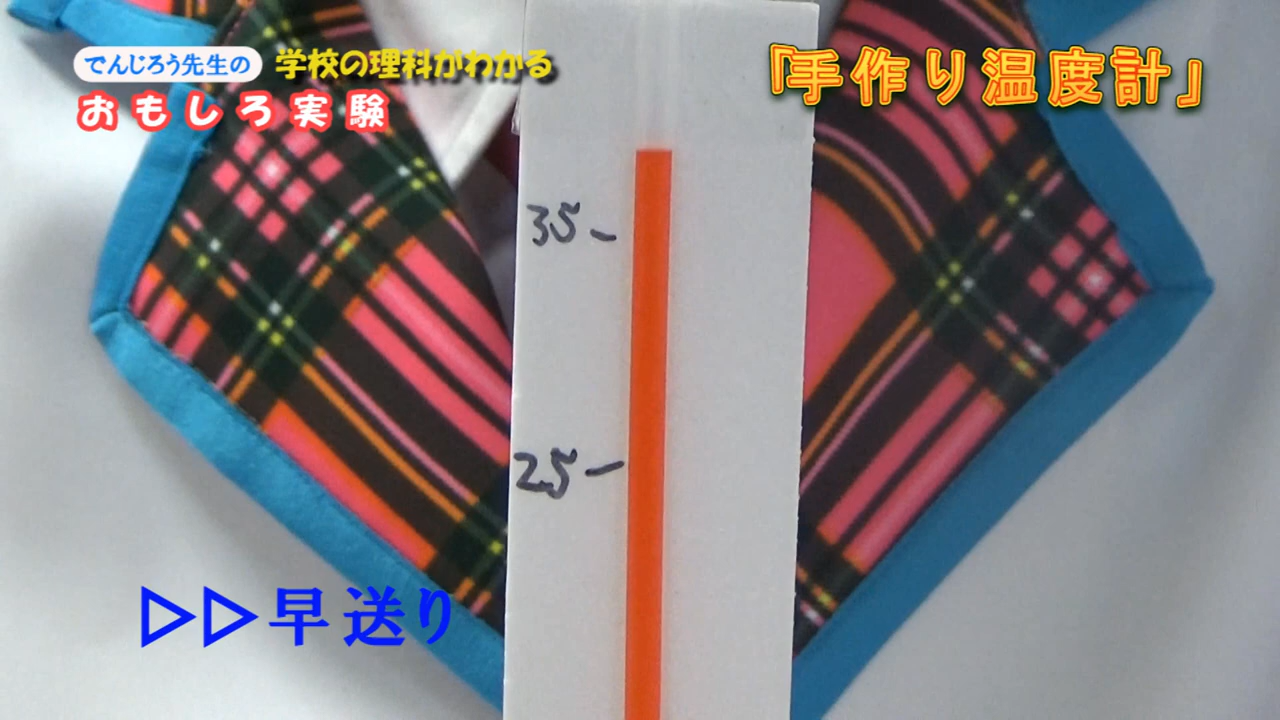 でんじろう先生の 学校の理科がわかる
おもしろ実験
「手作り温度計」
35
25
▷▷早送り